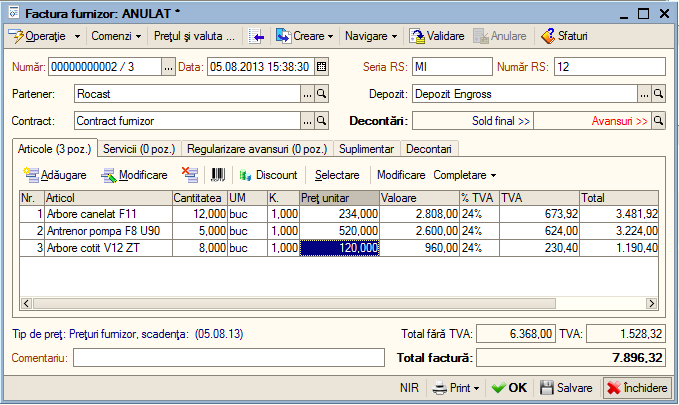 Factura furnizor: ANULAT *
Operaţie Comenzi Preţul şi valuta ... Creare Navigare Validare Anulare Sfaturi
Număr: 00000000002 / 3 ... Data: 05.08.2013 15:38:30 Seria RS: MI Număr RS: 12
Partener: Rocast ... Depozit: Depozit Engross ...
Contract: Contract furnizor ... Decontări: Sold final >> Avansuri >>
Articole (3 poz.) Servicii (0 poz.) Regularizare avansuri (0 poz.) Suplimentar Decontari
Adăugare Modificare Discount Selectare Modificare Completare
Nr. Articol Cantitatea UM K. Preţ unitar Valoare % TVA TVA Total
1 Arbore canelat F11 12,000 buc 1,000 234,000 2.808,00 24% 673,92 3.481,92
2 Antrenor pompa F8 U90 5,000 buc 1,000 520,000 2.600,00 24% 624,00 3.224,00
3 Arbore cotit V12 ZT 8,000 buc 1,000 120,000 960,00 24% 230,40 1.190,40
Tip de preţ: Preţuri furnizor, scadenţa: (05.08.13) Total fără TVA: 6.368,00 TVA: 1.528,32
Comentariu: Total factură: 7.896,32
NIR Print OK Salvare Închidere